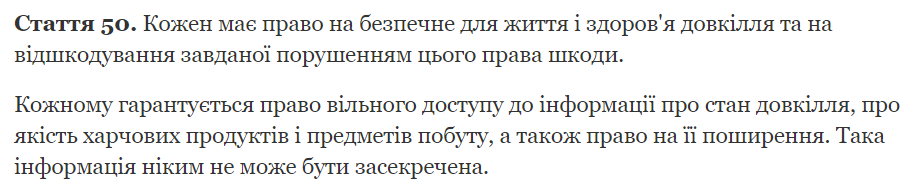 Стаття 50. Кожен має право на безпечне для життя і здоров'я довкілля та на
відшкодування завданої порушенням цього права шкоди.
Кожному гарантується право вільного доступу до інформації про стан довкілля, про
якість харчових продуктів і предметів побуту, а також право на її поширення. Така
інформація ніким не може бути засекречена.